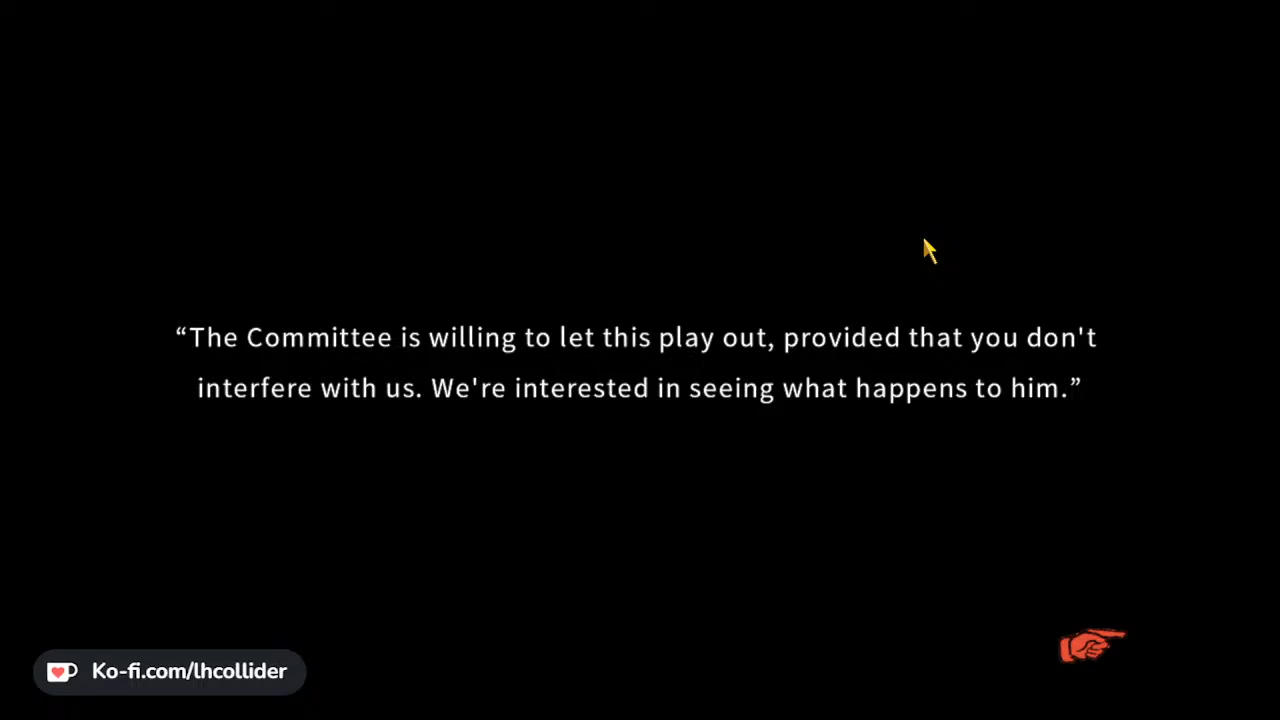 “The Committee is willing to let this play out, provided that you don't
interfere with us. We're interested in seeing what happens to him.”
Ko-fi.com/lhcollider